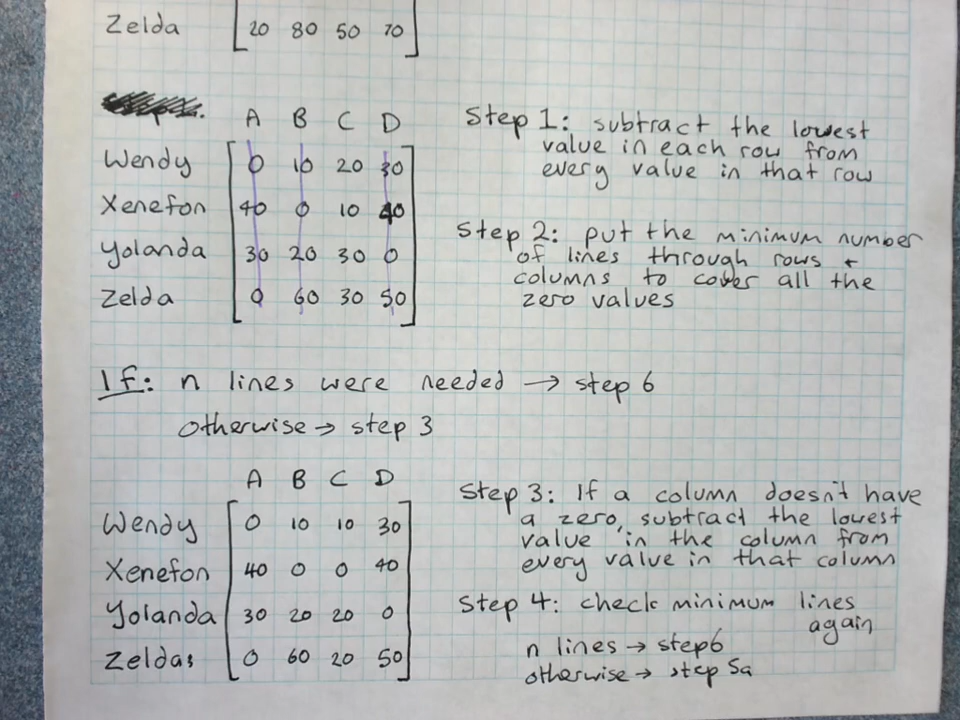 Zelda 20 80 50 70
A B C D
Wendy 0 10 20 30
Xenefon 40 0 10 40
Yolanda 30 20 30 0
Zelda 0 60 30 50
Step 1: subtract the lowest
value in each row from
every value in that row
Step 2: put the minimum number
of lines through rows +
columns to cover all the
zero values
If: n lines were needed → step 6
otherwise → step 3
A B C D
Wendy 0 10 10 30
Xenefon 40 0 0 40
Yolanda 30 20 20 0
Zeldas 0 60 20 50
Step 3: If a column doesn't have
a zero, subtract the lowest
value in the column from
every value in that column
Step 4: check minimum lines
again
n lines → step 6
otherwise → step 5a